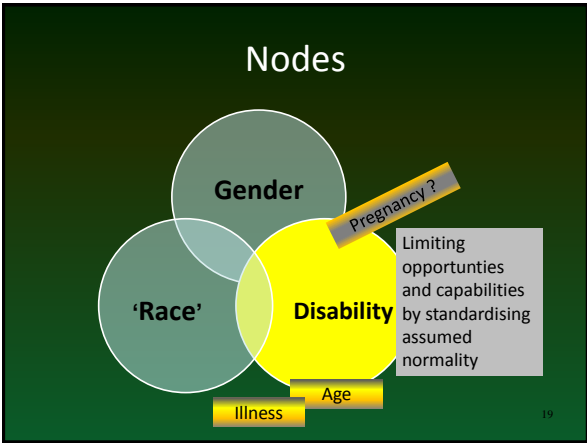 Nodes
Gender
Pregnancy ?
Limiting
opportunties
and capabilities
by standardising
assumed
normality
‘Race’
Disability
Age
Illness
19